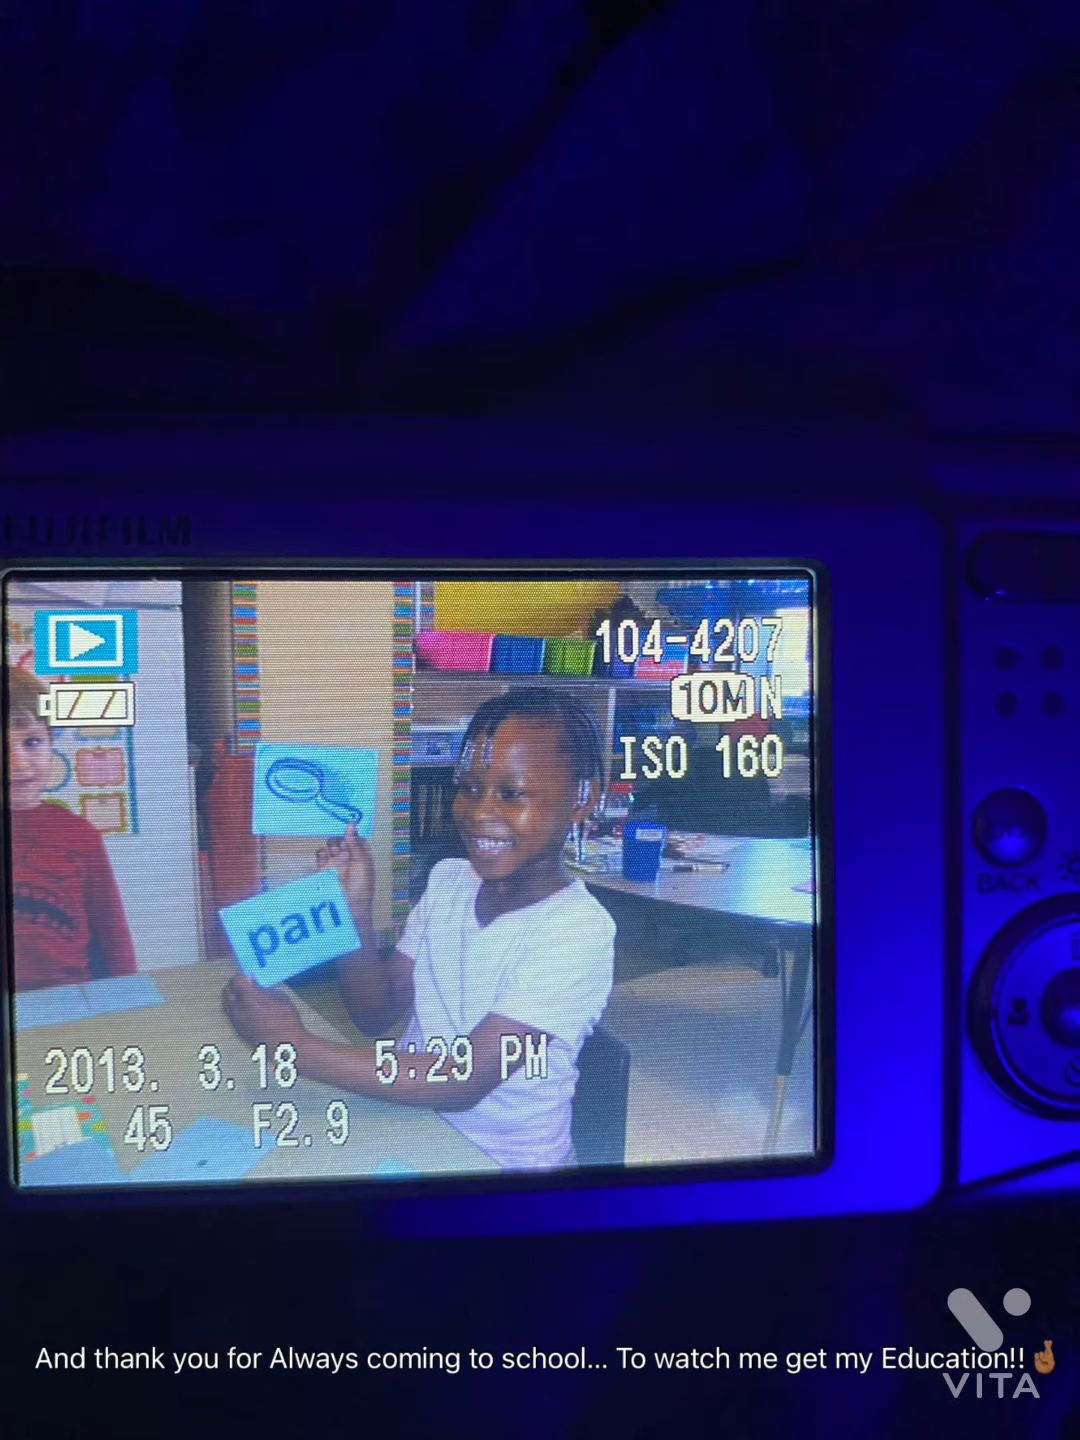 FUJIFILM
104-4207
10M N
ISO 160
pan
2013. 3.18 5:29 PM
45 F2.9
BACK
And thank you for Always coming to school... To watch me get my Education!!🤞🏾
VITA